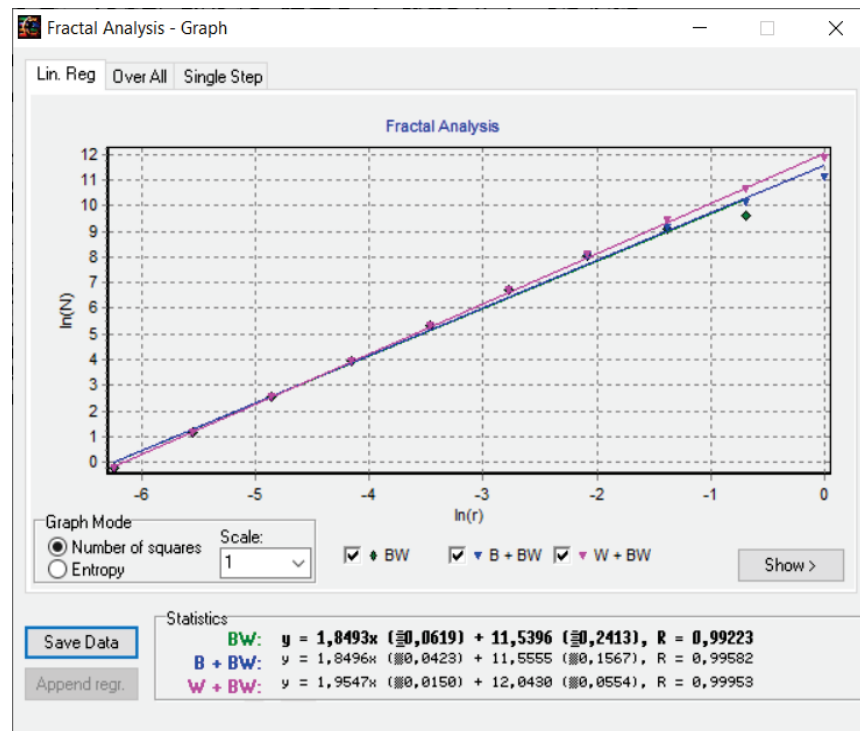 Fractal Analysis - Graph
Lin. Reg Over All Single Step
Fractal Analysis
12
11
10
9
8
7
6
5
4
3
2
1
0
ln(N)
-6 -5 -4 -3 -2 -1 0
ln(r)
Graph Mode
Number of squares
Entropy
Scale:
1
BW B + BW W + BW
Show >
Save Data
Append regr.
Statistics
BW: y = 1,8493x (0,0619) + 11,5396 (0,2413), R = 0,99223
B + BW: y = 1,8496x (0,0423) + 11,5555 (0,1567), R = 0,99582
W + BW: y = 1,9547x (0,0150) + 12,0430 (0,0554), R = 0,99953